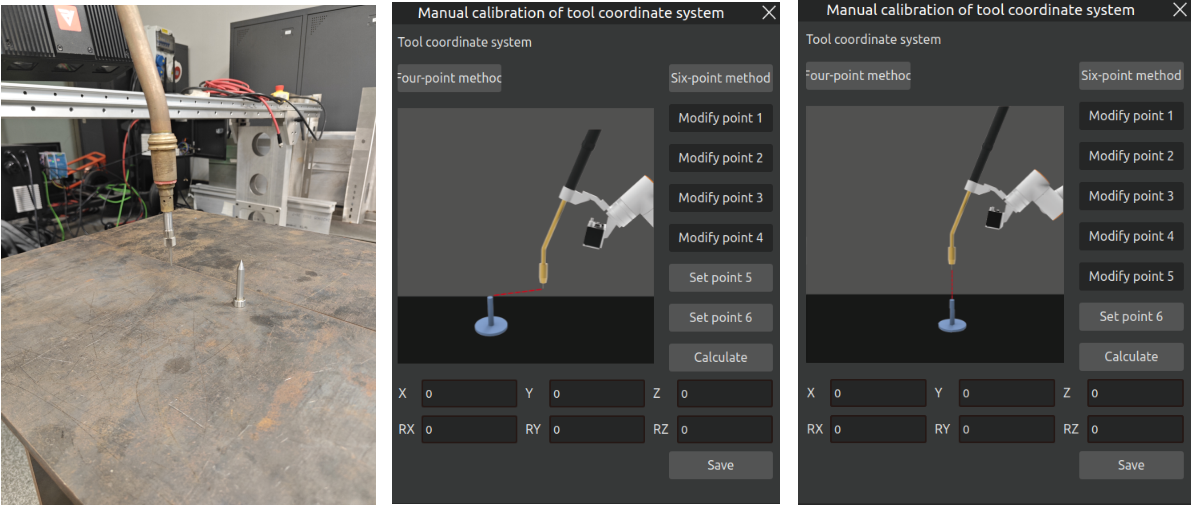 Manual calibration of tool coordinate system
Tool coordinate system
Four-point method
Six-point method
Modify point 1
Modify point 2
Modify point 3
Modify point 4
Set point 5
Set point 6
Calculate
X 0 Y 0 Z 0
RX 0 RY 0 RZ 0
Save
Manual calibration of tool coordinate system
Tool coordinate system
Four-point method
Six-point method
Modify point 1
Modify point 2
Modify point 3
Modify point 4
Modify point 5
Set point 6
Calculate
X 0 Y 0 Z 0
RX 0 RY 0 RZ 0
Save